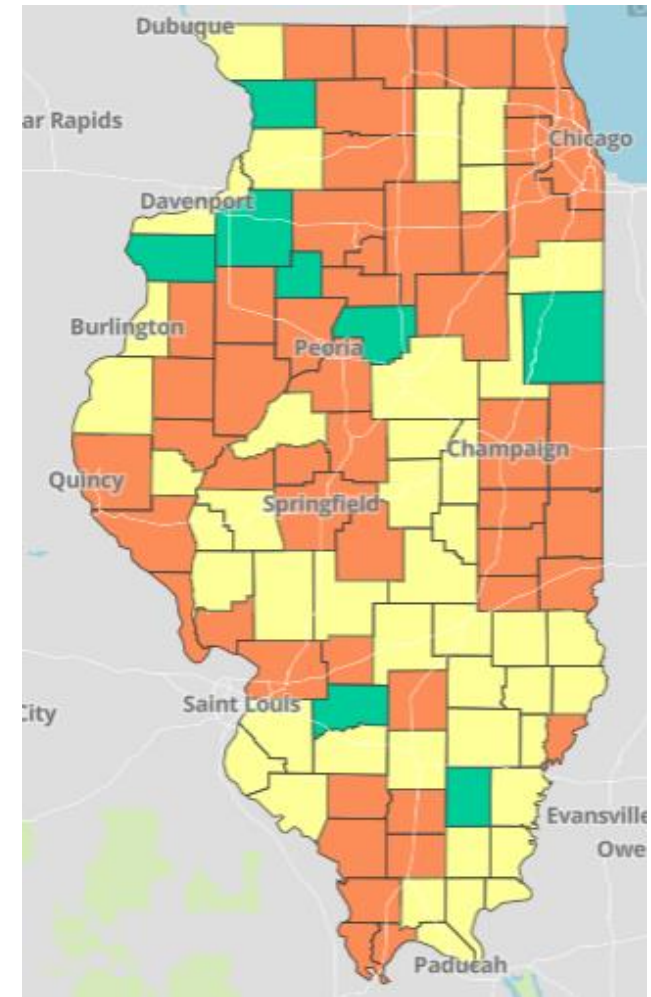 Dubuque
ar Rapids
Chicago
Davenport
Burlington
Peoria
Champaign
Quincy
Springfield
Saint Louis
City
Evansville
Owe
Paducah